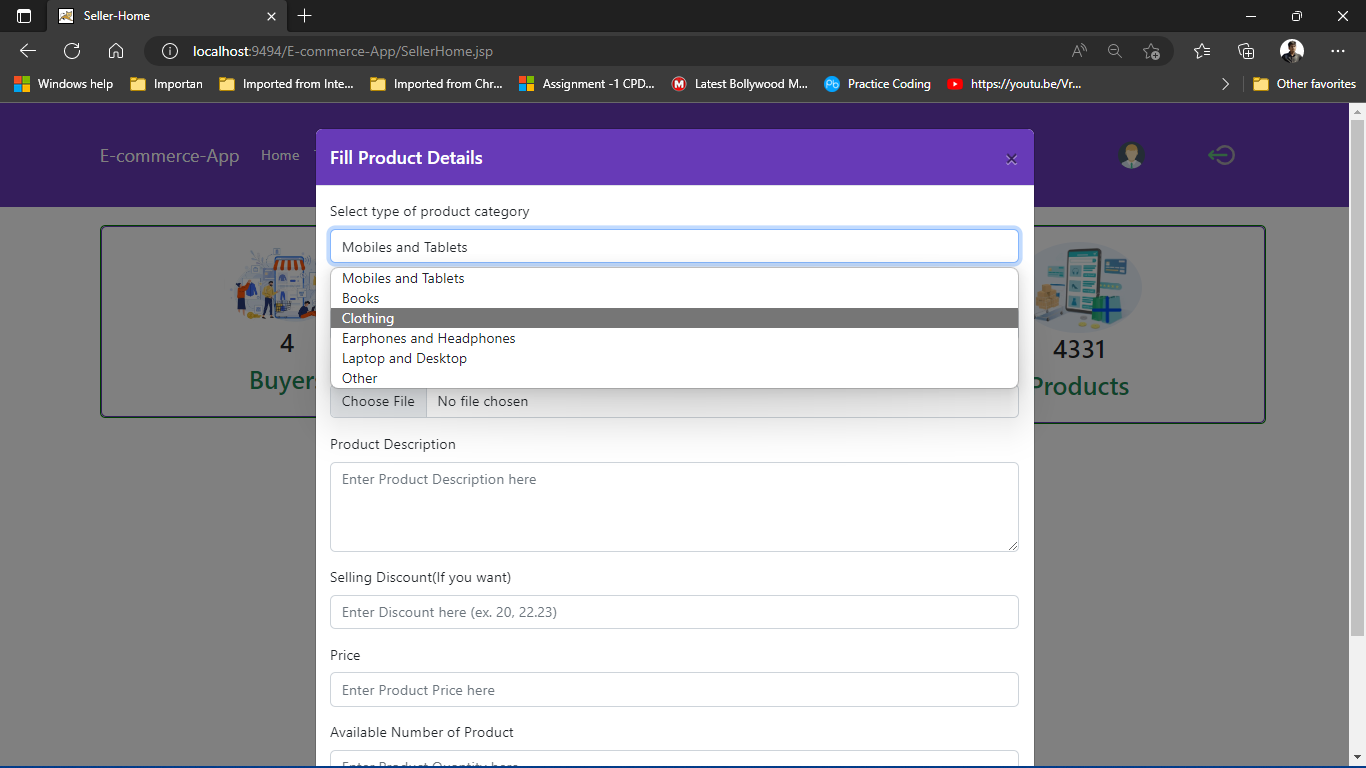 Seller-Home
localhost:9494/E-commerce-App/SellerHome.jsp
Windows help Importan Imported from Inte... Imported from Chr... Assignment -1 CPD... Latest Bollywood M... Practice Coding https://youtu.be/Vr... Other favorites
E-commerce-App Home
Fill Product Details
Select type of product category
Mobiles and Tablets
Mobiles and Tablets
Books
Clothing
Earphones and Headphones
Laptop and Desktop
Other
4
Buyers
4331
Products
Choose File No file chosen
Product Description
Enter Product Description here
Selling Discount(If you want)
Enter Discount here (ex. 20, 22.23)
Price
Enter Product Price here
Available Number of Product
Enter Product Quantity here